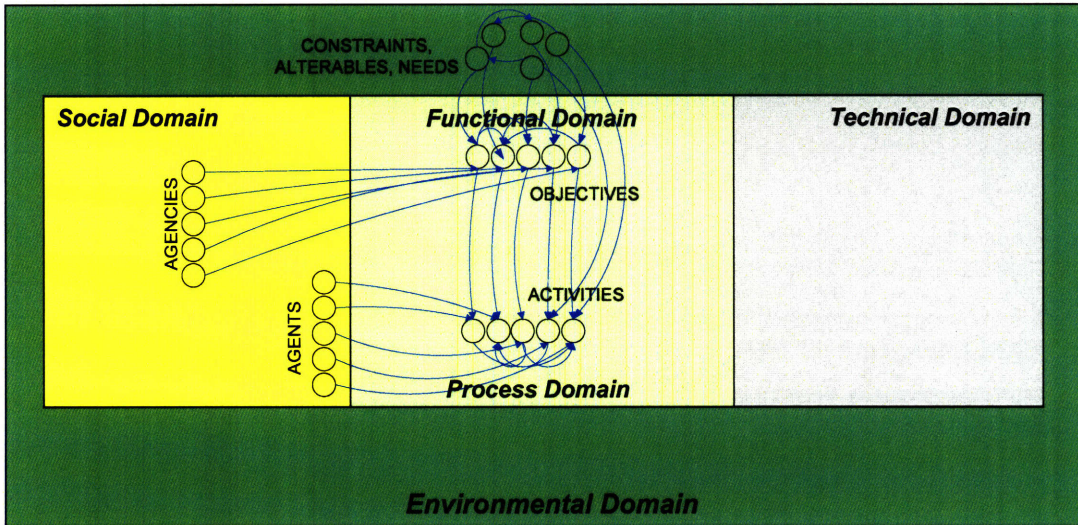 CONSTRAINTS,
ALTERABLES, NEEDS
Social Domain
Functional Domain
Technical Domain
AGENCIES
OBJECTIVES
AGENTS
ACTIVITIES
Process Domain
Environmental Domain